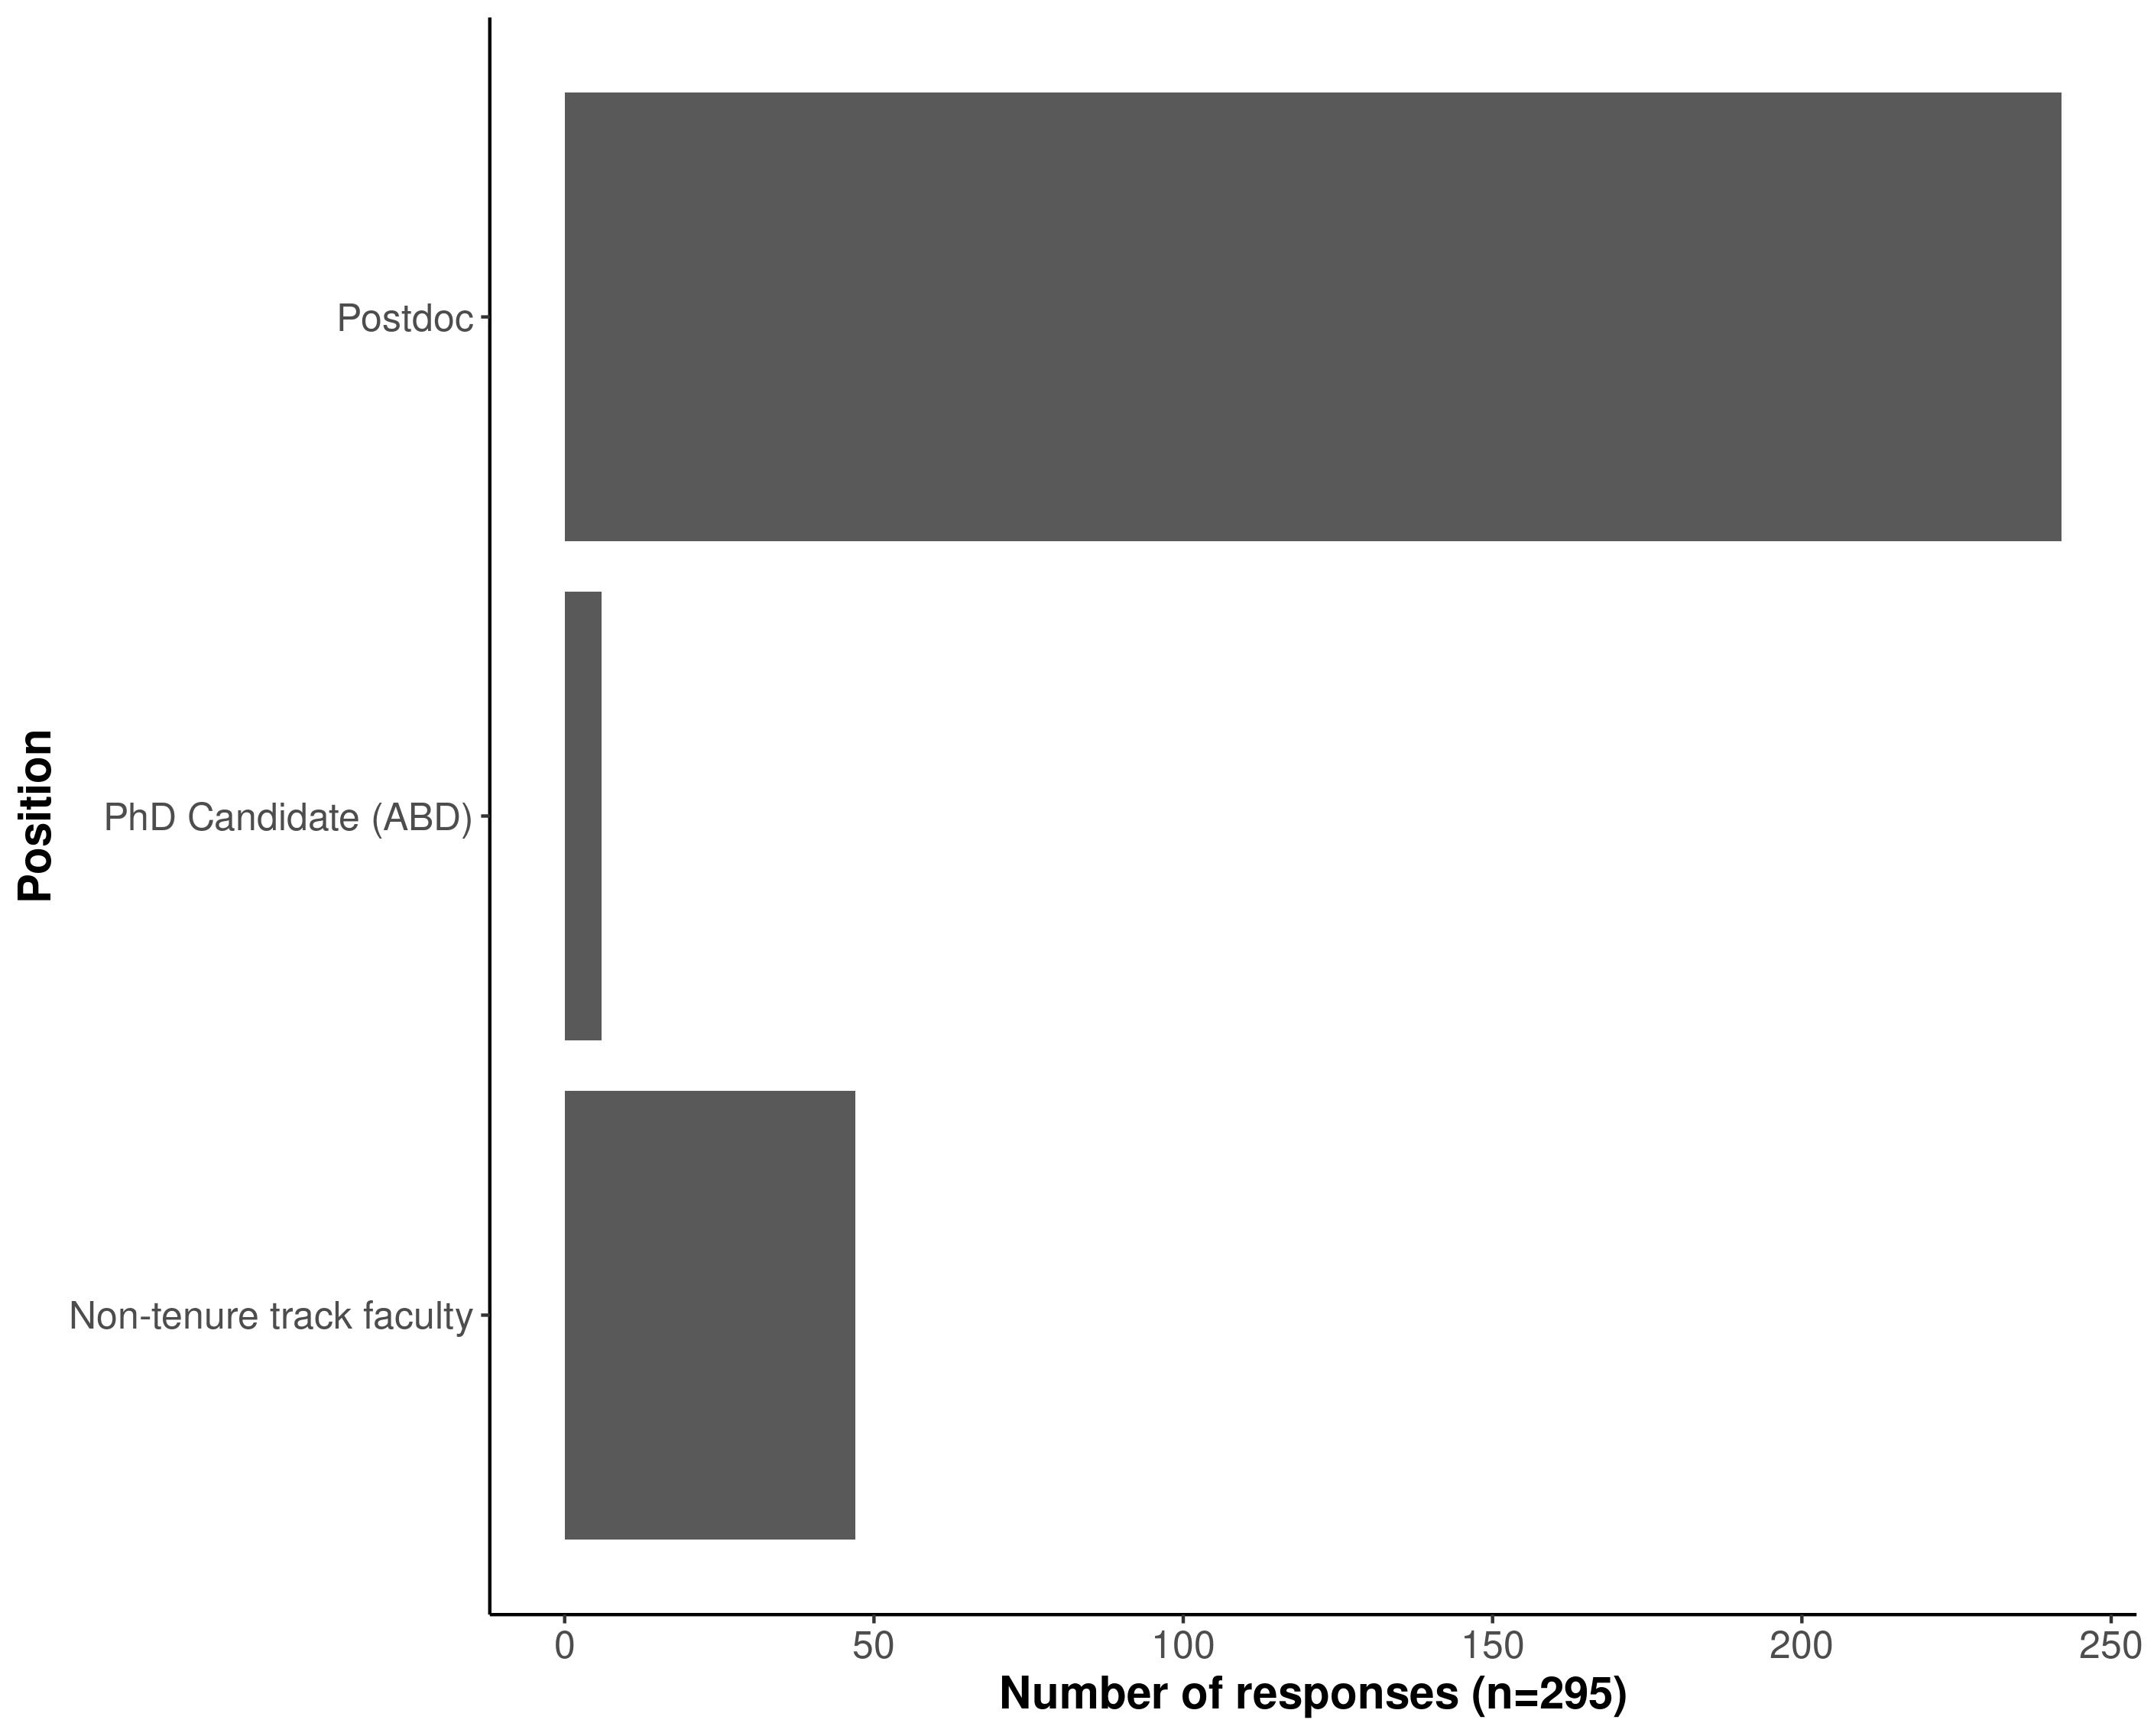 Position
Postdoc
PhD Candidate (ABD)
Non-tenure track faculty
0 50 100 150 200 250
Number of responses (n=295)